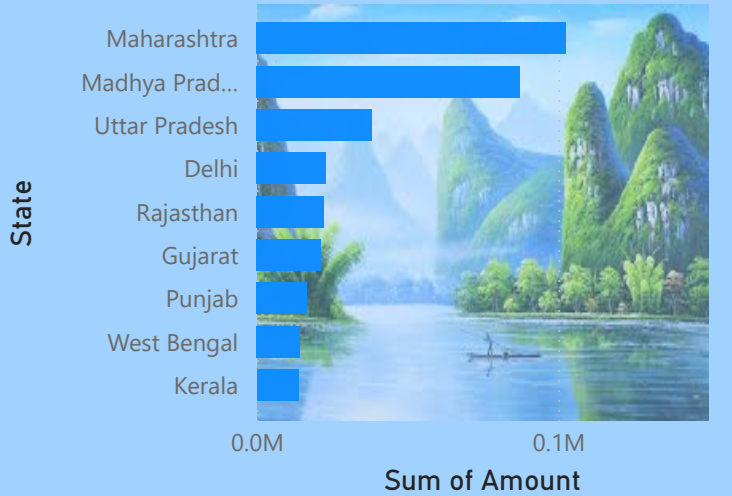 Maharashtra
Madhya Prad...
Uttar Pradesh
Delhi
Rajasthan
Gujarat
Punjab
West Bengal
Kerala
State
0.0M
0.1M
Sum of Amount